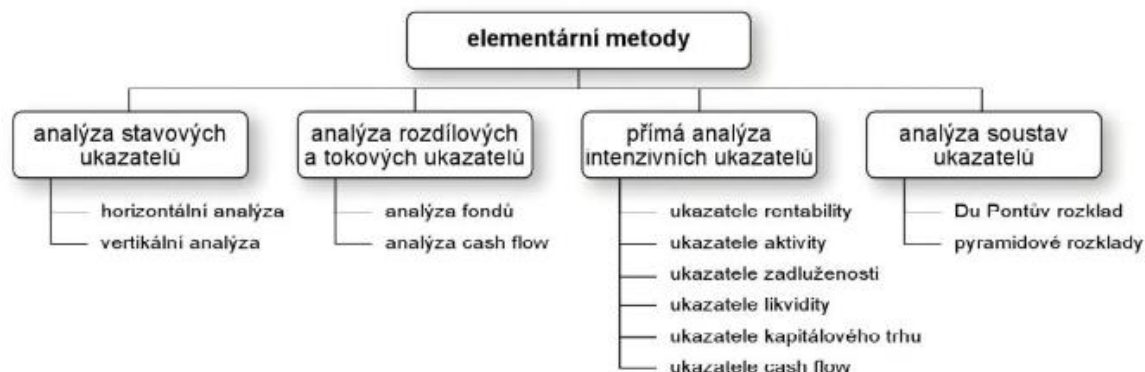 elementární metody
analýza stavových
ukazatelů
horizontální analýza
vertikální analýza
analýza rozdílových
a tokových ukazatelů
analýza fondů
analýza cash flow
přímá analýza
intenzivních ukazatelů
ukazatele rentability
ukazatele aktivity
ukazatele zadluženosti
ukazatele likvidity
ukazatele kapitálového trhu
ukazatele cash flow
analýza soustav
ukazatelů
Du Pontův rozklad
pyramidové rozklady